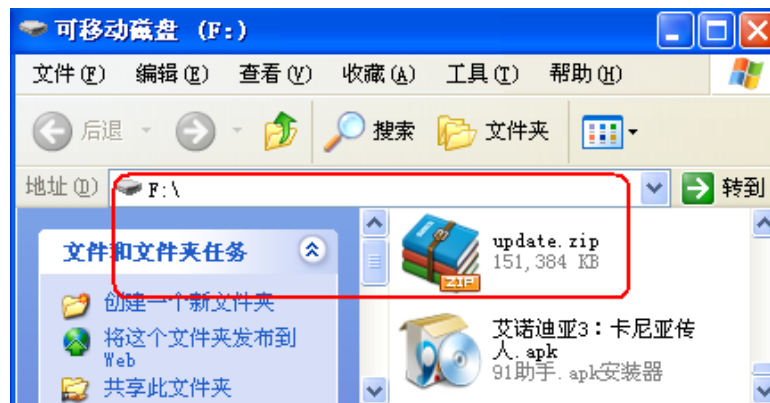 可移动磁盘 (F:)
文件(F) 编辑(E) 查看(V) 收藏(A) 工具(T) 帮助(H)
后退 搜索 文件夹
地址(D) F:\ 转到
文件和文件夹任务
创建一个新文件夹
将这个文件夹发布到
Web
共享此文件夹
update.zip
151,384 KB
ZIP
艾诺迪亚3：卡尼亚传
人.apk
91助手.apk安装器